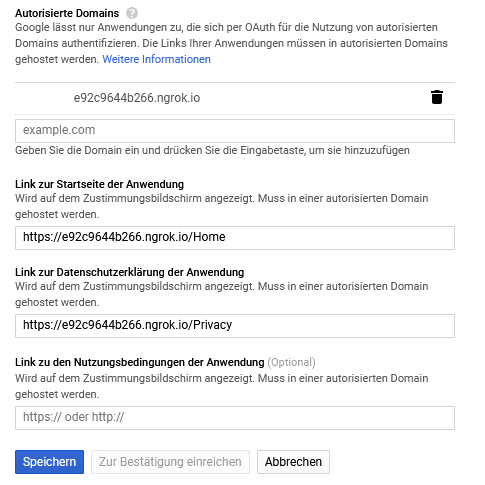 Autorisierte Domains ?
Google lässt nur Anwendungen zu, die sich per OAuth für die Nutzung von autorisierten
Domains authentifizieren. Die Links Ihrer Anwendungen müssen in autorisierten Domains
gehostet werden. Weitere Informationen
e92c9644b266.ngrok.io
example.com
Geben Sie die Domain ein und drücken Sie die Eingabetaste, um sie hinzuzufügen
Link zur Startseite der Anwendung
Wird auf dem Zustimmungsbildschirm angezeigt. Muss in einer autorisierten Domain
gehostet werden.
https://e92c9644b266.ngrok.io/Home
Link zur Datenschutzerklärung der Anwendung
Wird auf dem Zustimmungsbildschirm angezeigt. Muss in einer autorisierten Domain
gehostet werden.
https://e92c9644b266.ngrok.io/Privacy
Link zu den Nutzungsbedingungen der Anwendung (Optional)
Wird auf dem Zustimmungsbildschirm angezeigt. Muss in einer autorisierten Domain
gehostet werden.
https:// oder http://
Speichern Zur Bestätigung einreichen Abbrechen